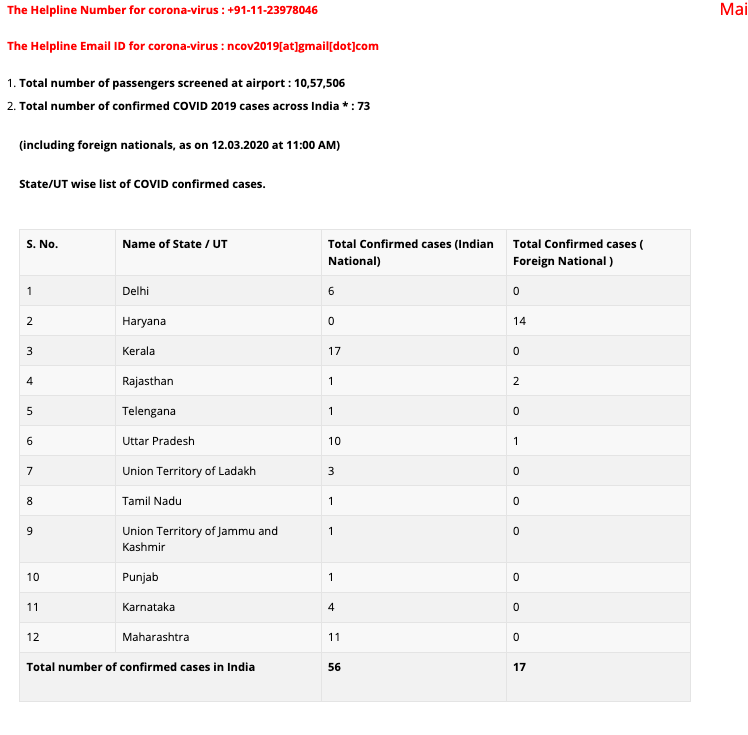 The Helpline Number for corona-virus : +91-11-23978046
Mai
The Helpline Email ID for corona-virus : ncov2019[at]gmail[dot]com
1. Total number of passengers screened at airport : 10,57,506
2. Total number of confirmed COVID 2019 cases across India * : 73
(including foreign nationals, as on 12.03.2020 at 11:00 AM)
State/UT wise list of COVID confirmed cases.
S. No. Name of State / UT Total Confirmed cases (Indian National) Total Confirmed cases ( Foreign National )
1 Delhi 6 0
2 Haryana 0 14
3 Kerala 17 0
4 Rajasthan 1 2
5 Telengana 1 0
6 Uttar Pradesh 10 1
7 Union Territory of Ladakh 3 0
8 Tamil Nadu 1 0
9 Union Territory of Jammu and Kashmir 1 0
10 Punjab 1 0
11 Karnataka 4 0
12 Maharashtra 11 0
Total number of confirmed cases in India 56 17